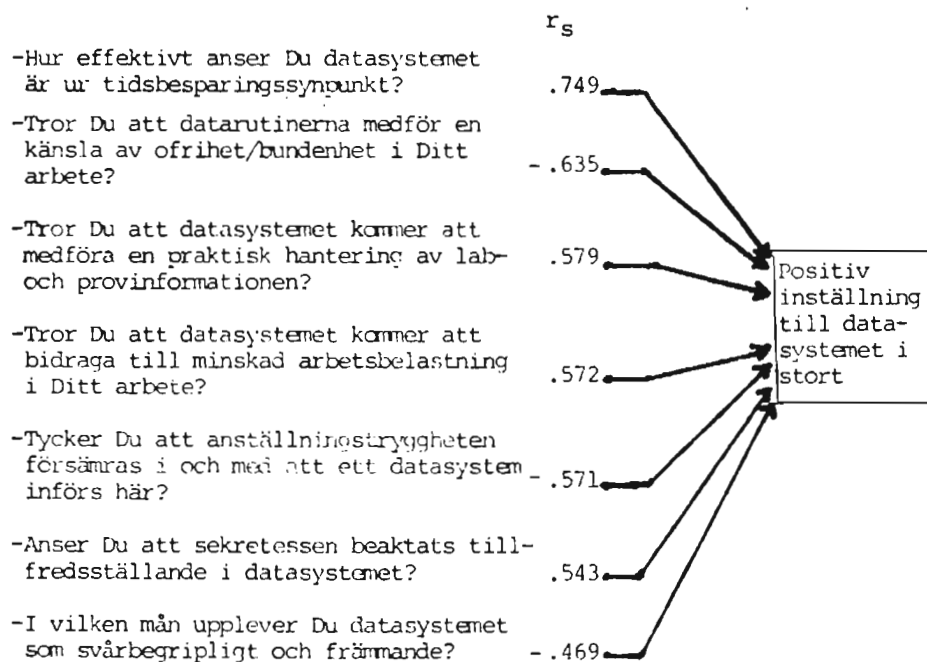 r_s
-Hur effektivt anser Du datasystemet
är ur tidsbesparingssynpunkt? .749
-Tror Du att datarutinerna medför en
känsla av ofrihet/bundenhet i Ditt
arbete? -.635
-Tror Du att datasystemet kommer att
medföra en praktisk hantering av lab-
och provinformationen? .579
-Tror Du att datasystemet kommer att
bidraga till minskad arbetsbelastning
i Ditt arbete? .572
-Tycker Du att anställningstryggheten
försämras i och med att ett datasystem
införs här? -.571
-Anser Du att sekretessen beaktats till-
fredsställande i datasystemet? .543
-I vilken mån upplever Du datasystemet
som svårbegripligt och främmande? -.469
Positiv
inställning
till data-
systemet i
stort